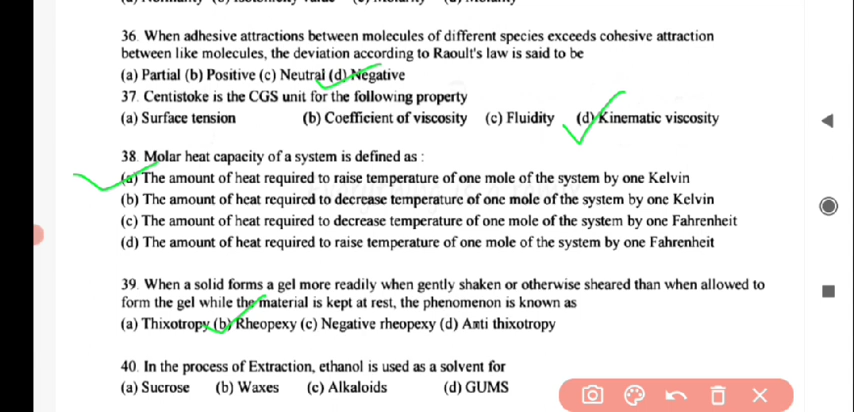 36. When adhesive attractions between molecules of different species exceeds cohesive attraction
between like molecules, the deviation according to Raoult's law is said to be
(a) Partial (b) Positive (c) Neutral (d) Negative
37. Centistoke is the CGS unit for the following property
(a) Surface tension (b) Coefficient of viscosity (c) Fluidity (d) Kinematic viscosity
38. Molar heat capacity of a system is defined as :
(a) The amount of heat required to raise temperature of one mole of the system by one Kelvin
(b) The amount of heat required to decrease temperature of one mole of the system by one Kelvin
(c) The amount of heat required to decrease temperature of one mole of the system by one Fahrenheit
(d) The amount of heat required to raise temperature of one mole of the system by one Fahrenheit
39. When a solid forms a gel more readily when gently shaken or otherwise sheared than when allowed to
form the gel while the material is kept at rest, the phenomenon is known as
(a) Thixotropy (b) Rheopexy (c) Negative rheopexy (d) Anti thixotropy
40. In the process of Extraction, ethanol is used as a solvent for
(a) Sucrose (b) Waxes (c) Alkaloids (d) GUMS